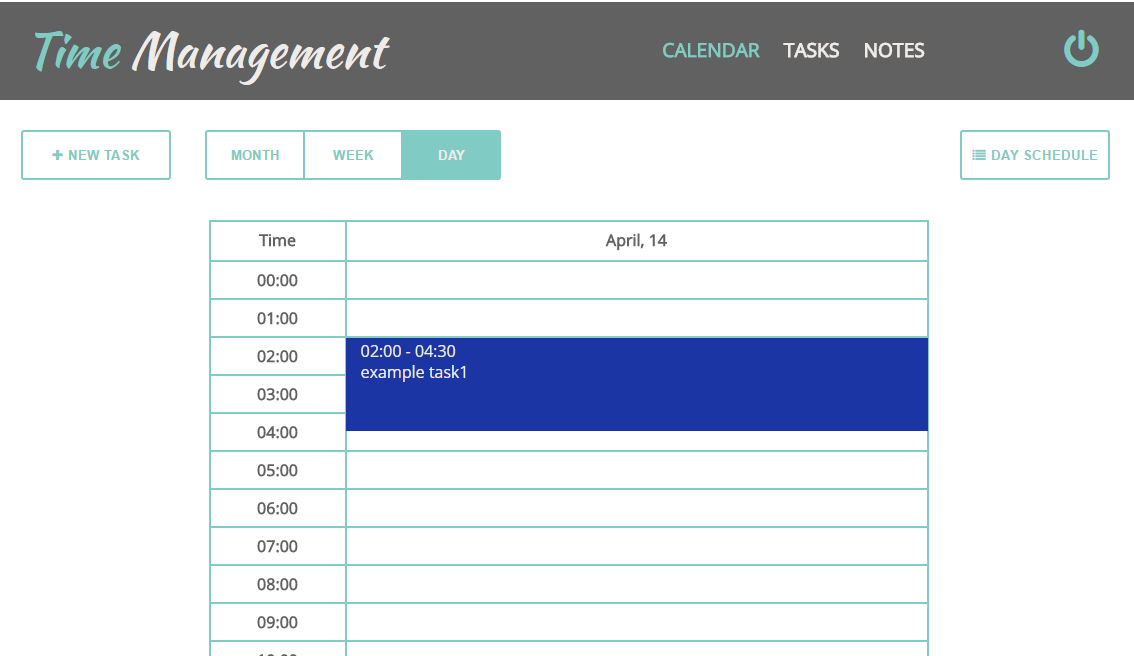 Time Management
CALENDAR TASKS NOTES
NEW TASK
MONTH WEEK DAY
DAY SCHEDULE
Time April, 14
00:00
01:00
02:00 02:00 - 04:30
example task1
03:00
04:00
05:00
06:00
07:00
08:00
09:00